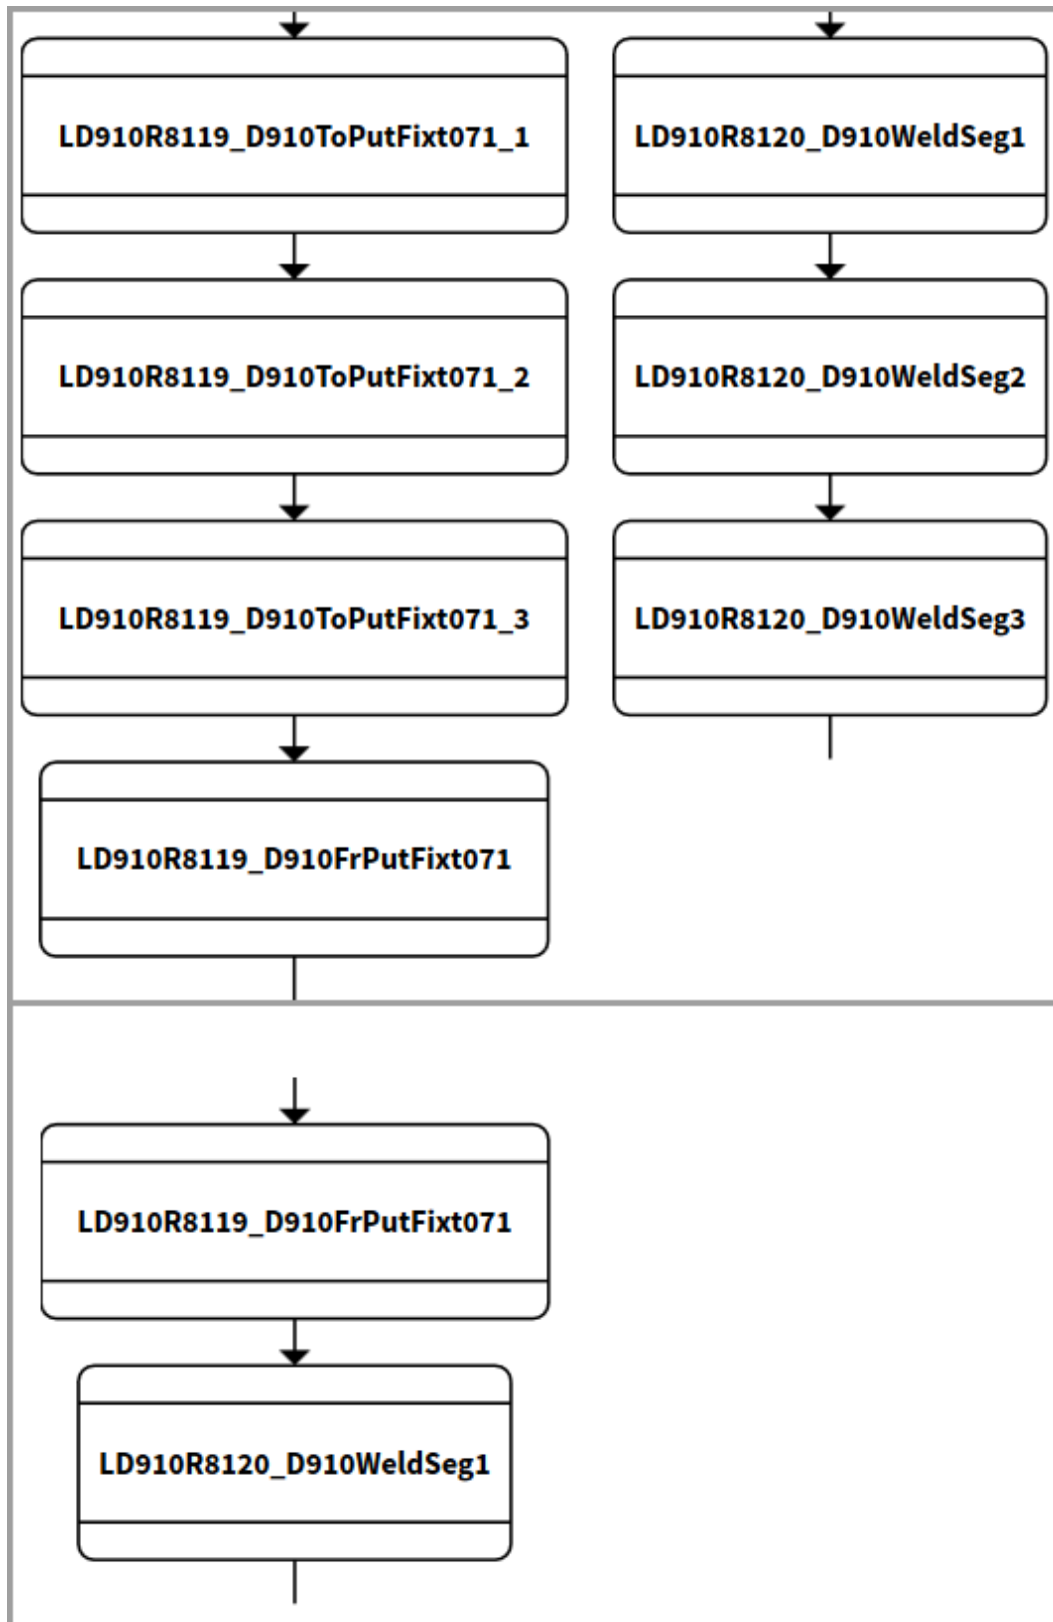 LD910R8119_D910ToPutFixt071_1
LD910R8120_D910WeldSeg1
LD910R8119_D910ToPutFixt071_2
LD910R8120_D910WeldSeg2
LD910R8119_D910ToPutFixt071_3
LD910R8120_D910WeldSeg3
LD910R8119_D910FrPutFixt071
LD910R8119_D910FrPutFixt071
LD910R8120_D910WeldSeg1